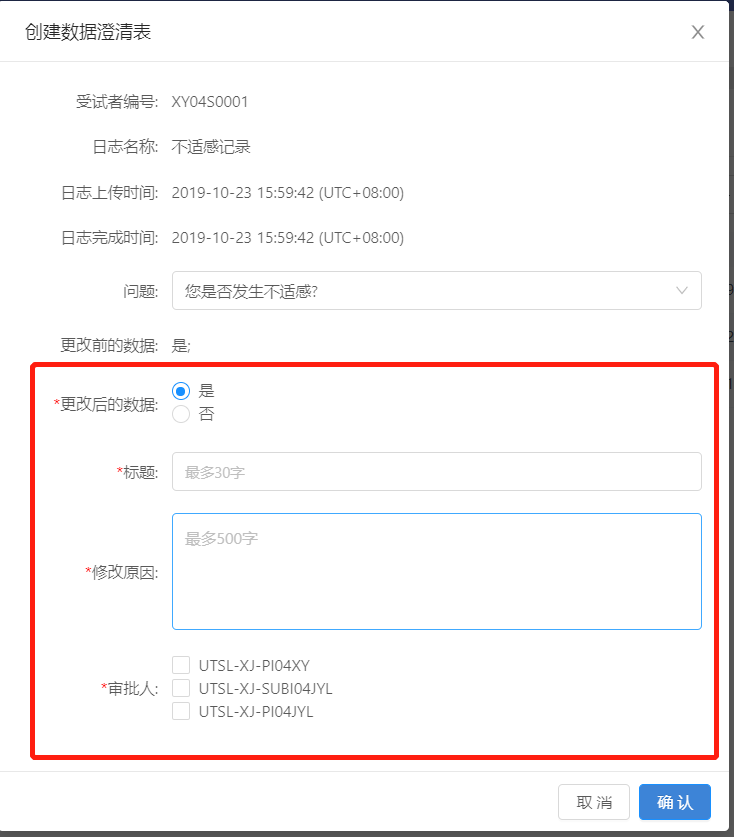 创建数据澄清表
受试者编号: XY04S0001
日志名称: 不适感记录
日志上传时间: 2019-10-23 15:59:42 (UTC+08:00)
日志完成时间: 2019-10-23 15:59:42 (UTC+08:00)
问题: 您是否发生不适感?
更改前的数据: 是;
*更改后的数据: 是
否
*标题: 最多30字
*修改原因: 最多500字
*审批人: UTSL-XJ-PI04XY
UTSL-XJ-SUBI04JYL
UTSL-XJ-PI04JYL
取 消 确 认